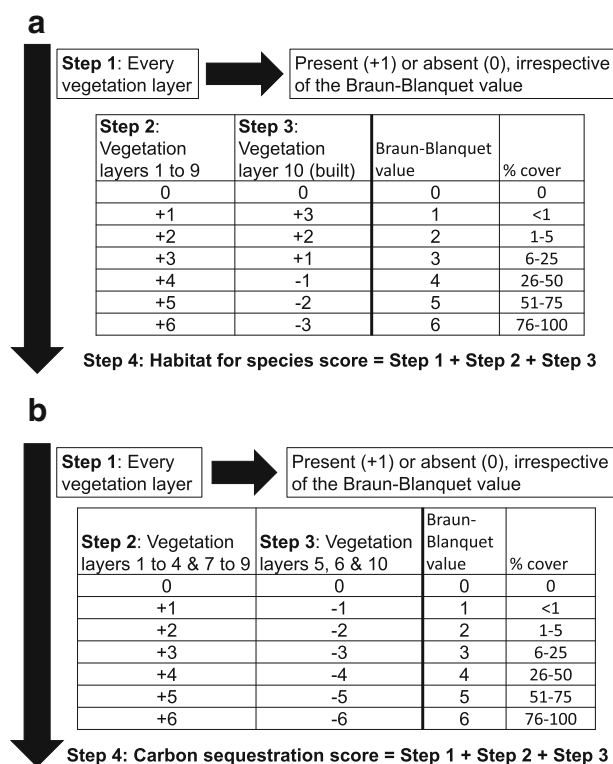 a
Step 1: Every
vegetation layer
Present (+1) or absent (0), irrespective
of the Braun-Blanquet value
Step 2:
Vegetation
layers 1 to 9
Step 3:
Vegetation
layer 10 (built)
Braun-Blanquet
value
% cover
0 0 0 0
+1 +3 1 <1
+2 +2 2 1-5
+3 +1 3 6-25
+4 -1 4 26-50
+5 -2 5 51-75
+6 -3 6 76-100
Step 4: Habitat for species score = Step 1 + Step 2 + Step 3
b
Step 1: Every
vegetation layer
Present (+1) or absent (0), irrespective
of the Braun-Blanquet value
Step 2: Vegetation
layers 1 to 4 & 7 to 9
Step 3: Vegetation
layers 5, 6 & 10
Braun-
Blanquet
value
% cover
0 0 0 0
+1 -1 1 <1
+2 -2 2 1-5
+3 -3 3 6-25
+4 -4 4 26-50
+5 -5 5 51-75
+6 -6 6 76-100
Step 4: Carbon sequestration score = Step 1 + Step 2 + Step 3